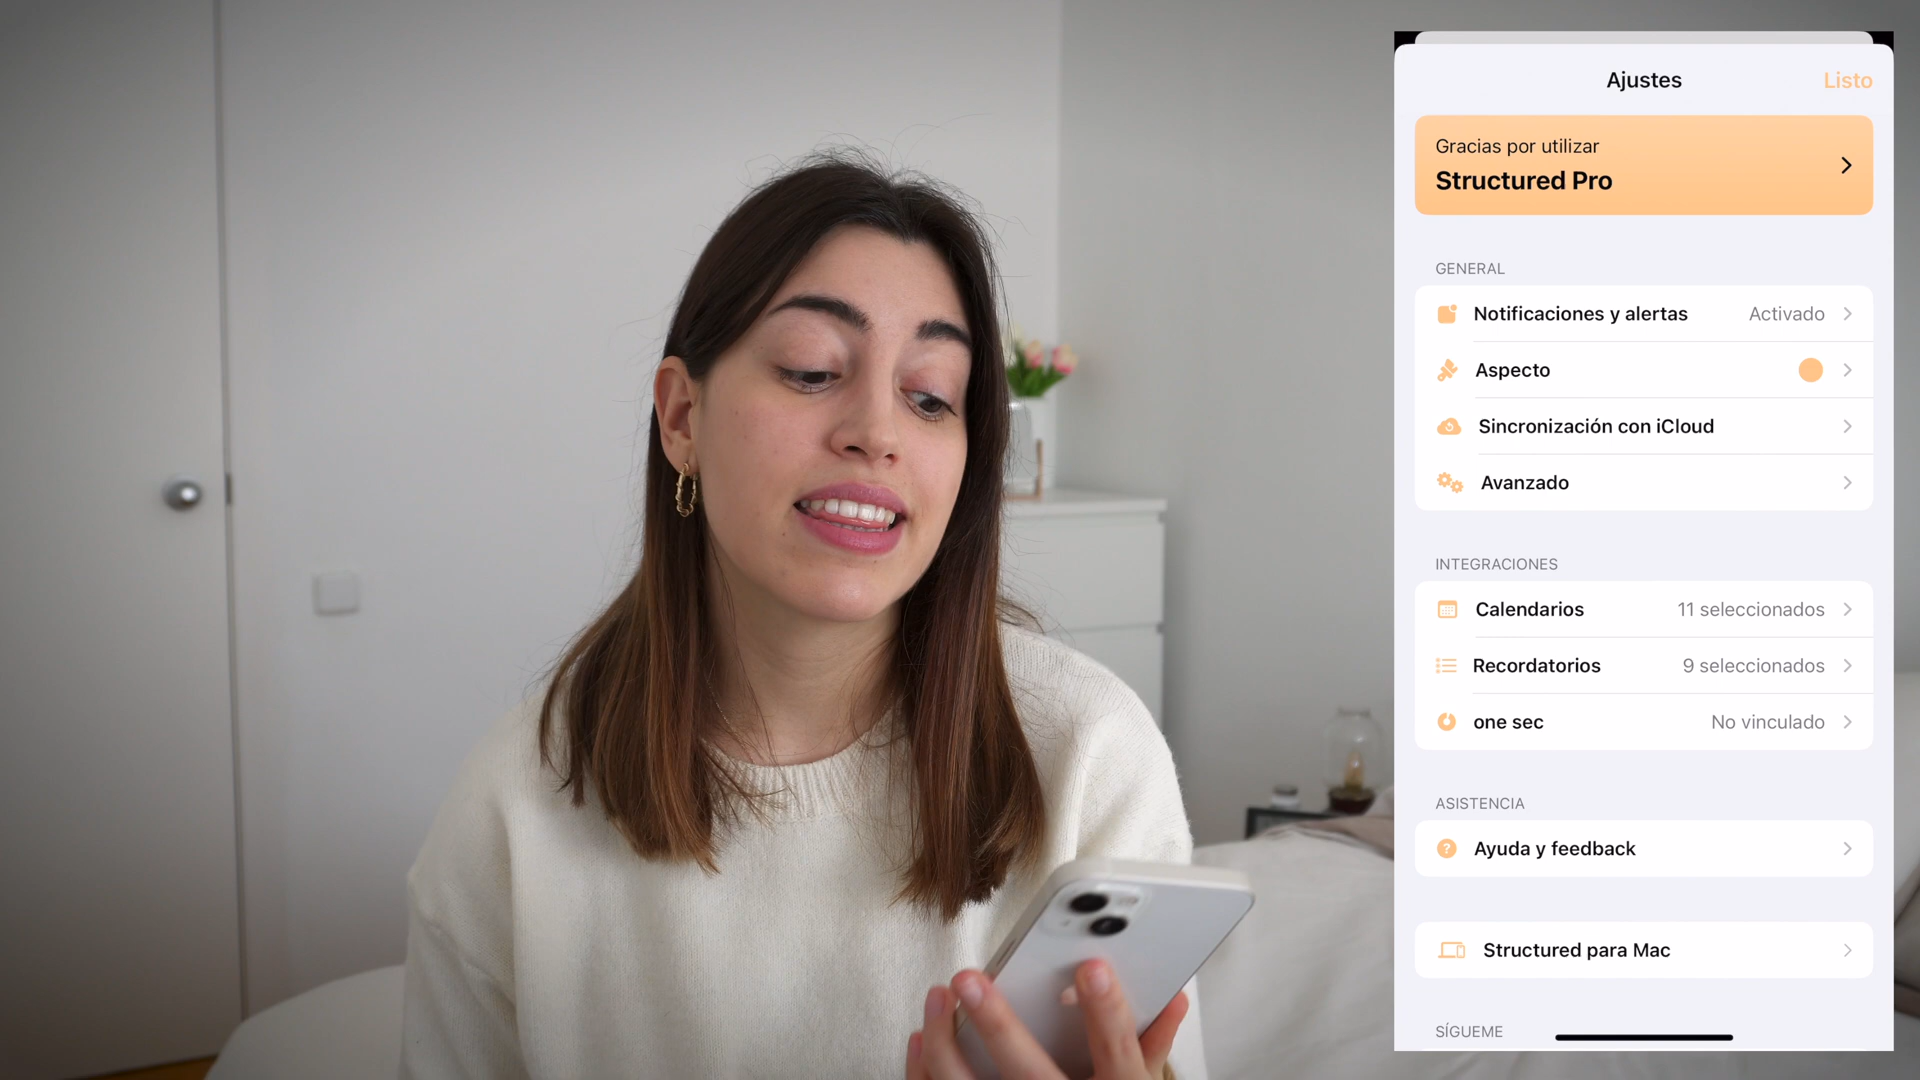 Ajustes
Listo
Gracias por utilizar
Structured Pro
GENERAL
Notificaciones y alertas Activado
Aspecto
Sincronización con iCloud
Avanzado
INTEGRACIONES
Calendarios 11 seleccionados
Recordatorios 9 seleccionados
one sec No vinculado
ASISTENCIA
Ayuda y feedback
Structured para Mac
SÍGUEME